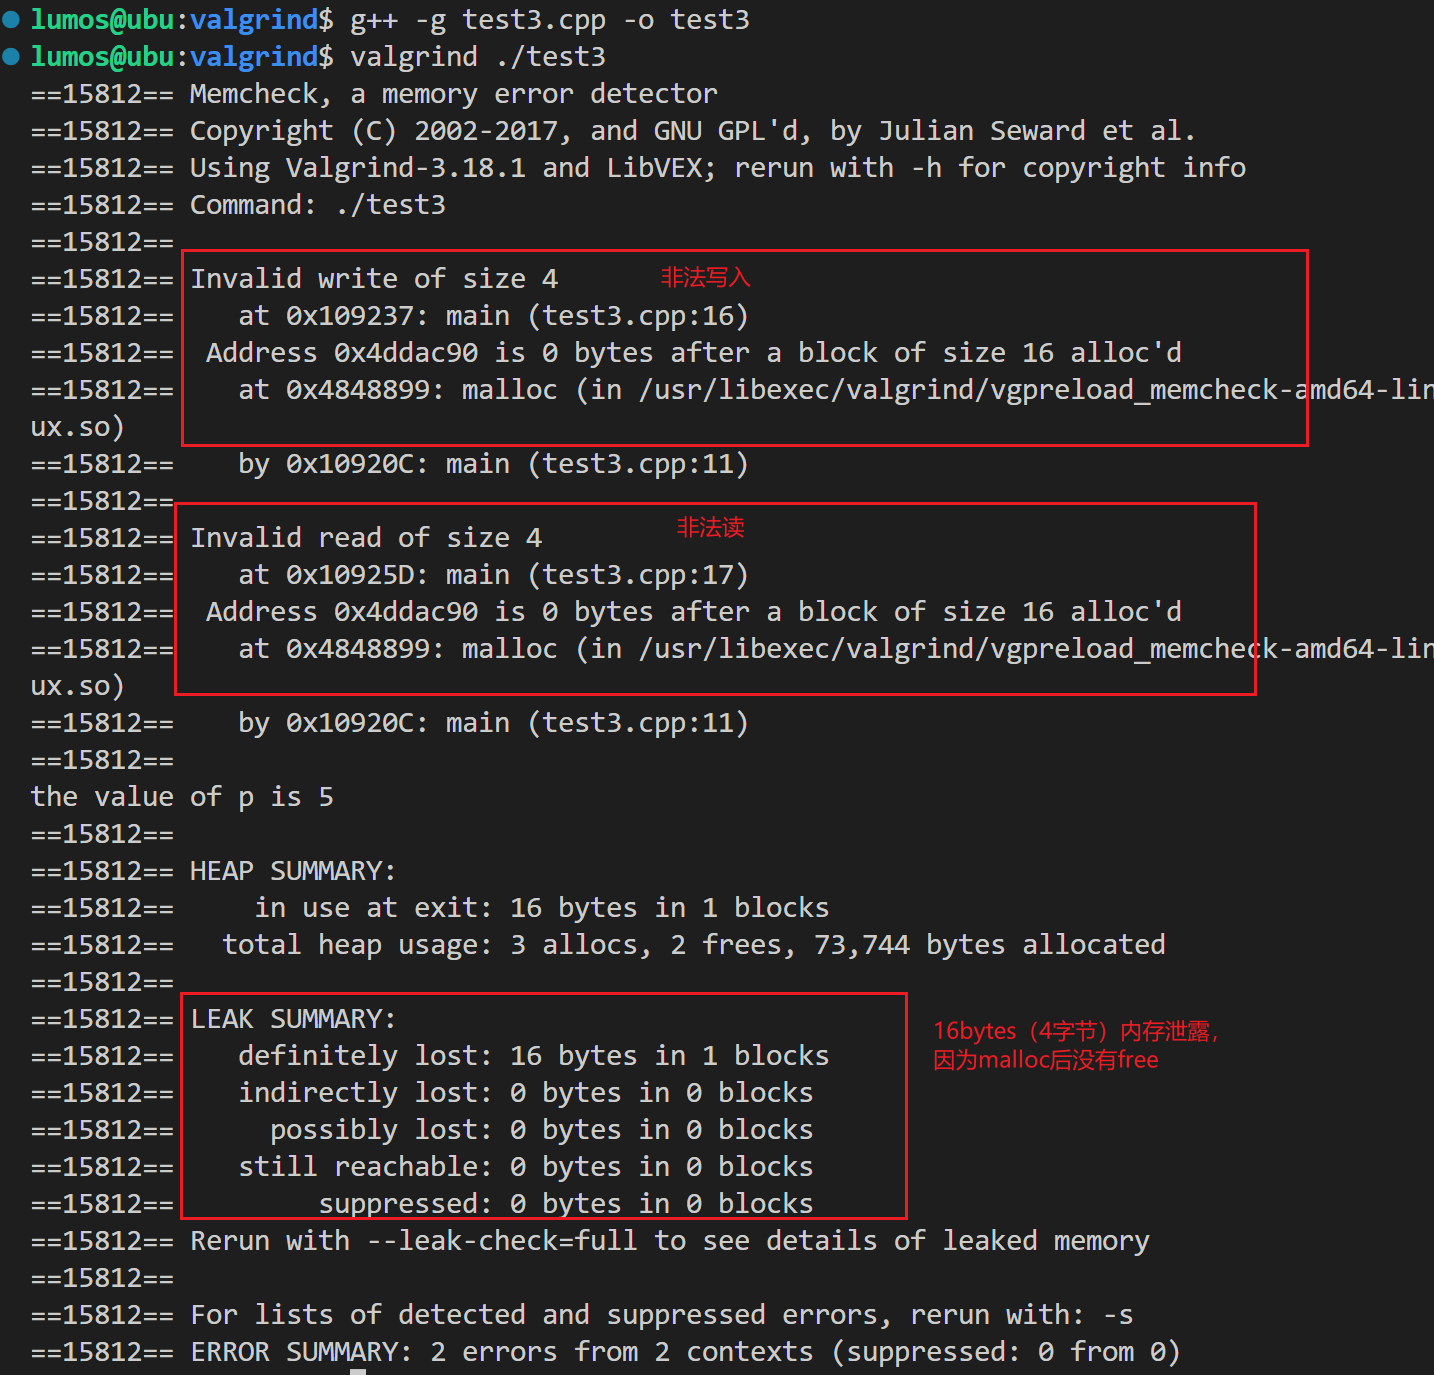 lumos@ubu:valgrind$ g++ -g test3.cpp -o test3
lumos@ubu:valgrind$ valgrind ./test3
==15812== Memcheck, a memory error detector
==15812== Copyright (C) 2002-2017, and GNU GPL'd, by Julian Seward et al.
==15812== Using Valgrind-3.18.1 and LibVEX; rerun with -h for copyright info
==15812== Command: ./test3
==15812==
==15812== Invalid write of size 4 非法写入
==15812==    at 0x109237: main (test3.cpp:16)
==15812==  Address 0x4ddac90 is 0 bytes after a block of size 16 alloc'd
==15812==    at 0x4848899: malloc (in /usr/libexec/valgrind/vgpreload_memcheck-amd64-lin
ux.so)
==15812==    by 0x10920C: main (test3.cpp:11)
==15812==
==15812== Invalid read of size 4 非法读
==15812==    at 0x10925D: main (test3.cpp:17)
==15812==  Address 0x4ddac90 is 0 bytes after a block of size 16 alloc'd
==15812==    at 0x4848899: malloc (in /usr/libexec/valgrind/vgpreload_memcheck-amd64-lin
ux.so)
==15812==    by 0x10920C: main (test3.cpp:11)
==15812==
the value of p is 5
==15812==
==15812== HEAP SUMMARY:
==15812==     in use at exit: 16 bytes in 1 blocks
==15812==   total heap usage: 3 allocs, 2 frees, 73,744 bytes allocated
==15812==
==15812== LEAK SUMMARY:
==15812==    definitely lost: 16 bytes in 1 blocks
==15812==    indirectly lost: 0 bytes in 0 blocks
==15812==      possibly lost: 0 bytes in 0 blocks
==15812==    still reachable: 0 bytes in 0 blocks
==15812==         suppressed: 0 bytes in 0 blocks
16bytes（4字节）内存泄露，
因为malloc后没有free
==15812== Rerun with --leak-check=full to see details of leaked memory
==15812==
==15812== For lists of detected and suppressed errors, rerun with: -s
==15812== ERROR SUMMARY: 2 errors from 2 contexts (suppressed: 0 from 0)